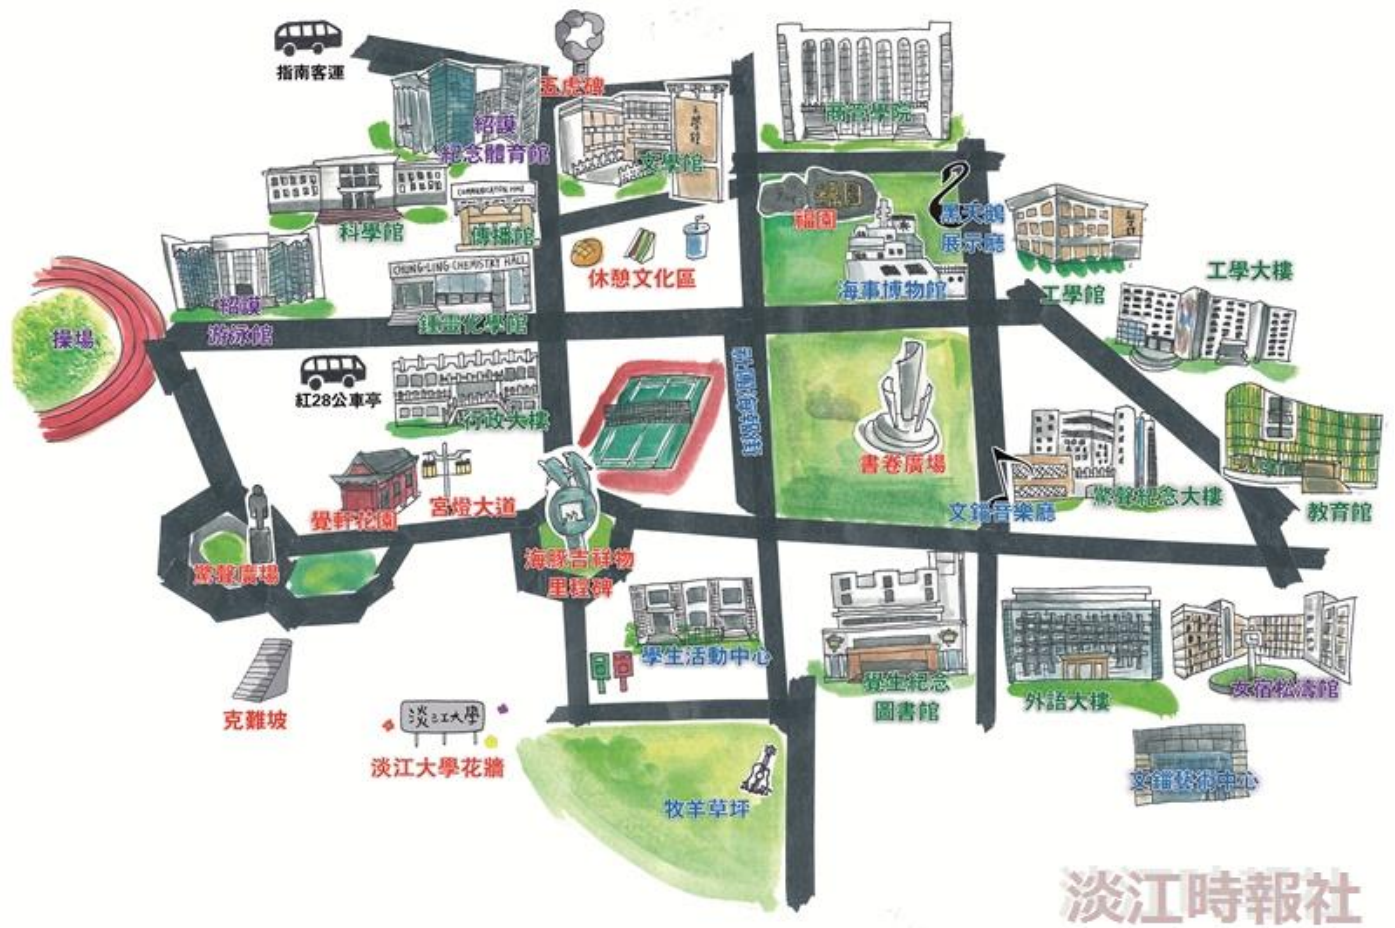 指南客運
五虎碑
紹謨
紀念體育館
文學館
商管學院
科學館
COMMUNICATION HALL
傳播館
福園
黑天鵝
展示廳
休憩文化區
海事博物館
工學館
工學大樓
紹謨
游泳館
CHUNG-LING CHEMISTRY HALL
鍾靈化學館
操場
紅28公車亭
行政大樓
書卷廣場
覺軒花園
宮燈大道
文錙音樂廳
驚聲紀念大樓
教育館
驚聲廣場
海豚吉祥物
里程碑
學生活動中心
覺生紀念
圖書館
外語大樓
女宿松濤館
克難坡
淡江大學
淡江大學花牆
牧羊草坪
文錙藝術中心
淡江時報社